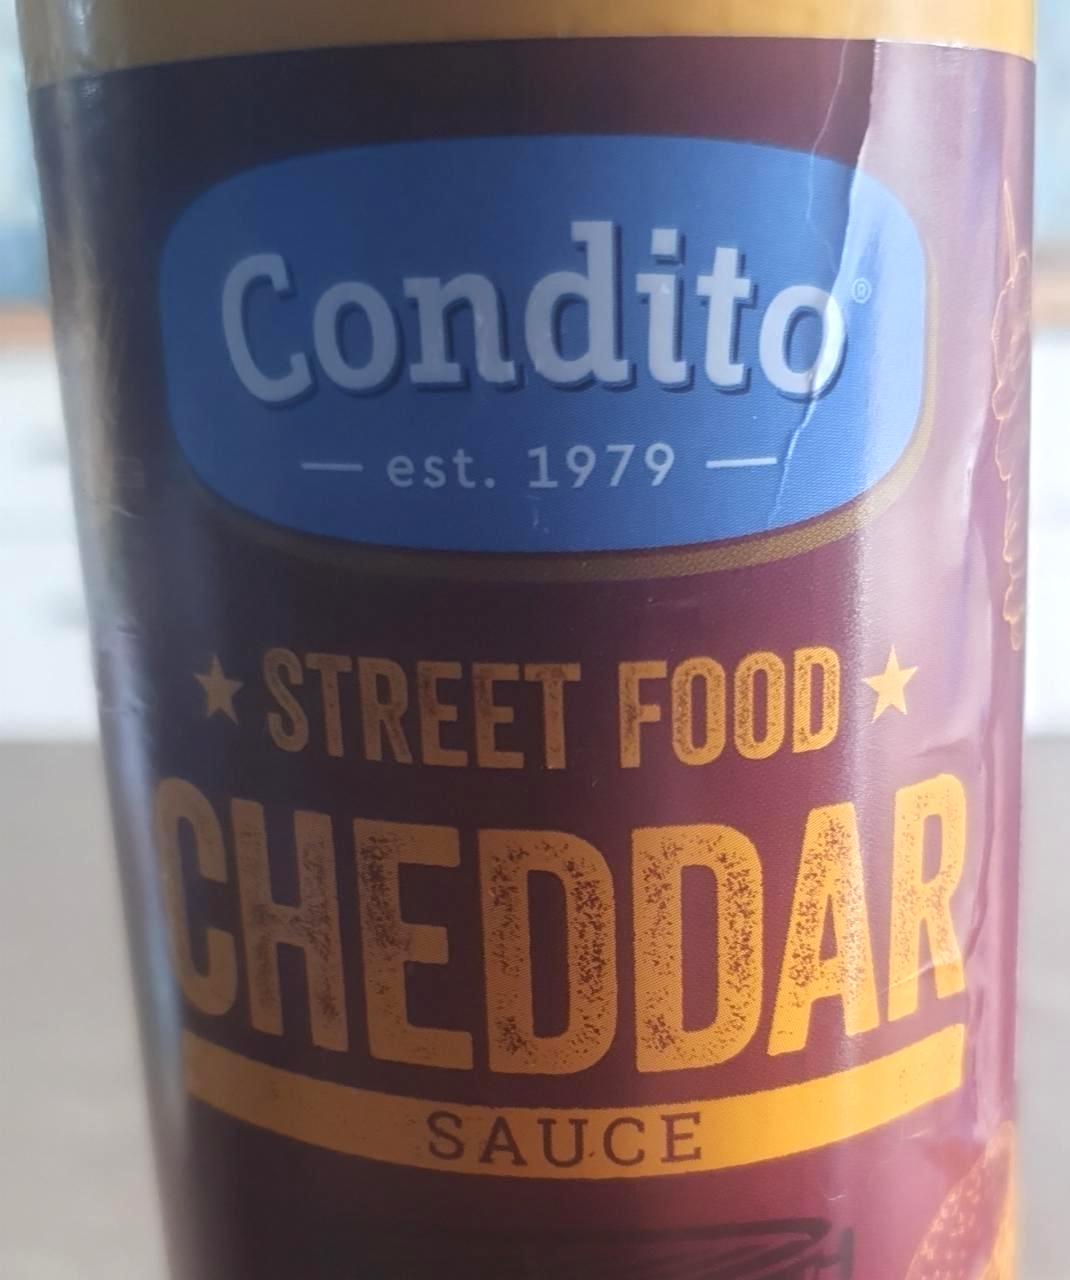 Condito®
— est. 1979 —
★ STREET FOOD ★
CHEDDAR
SAUCE